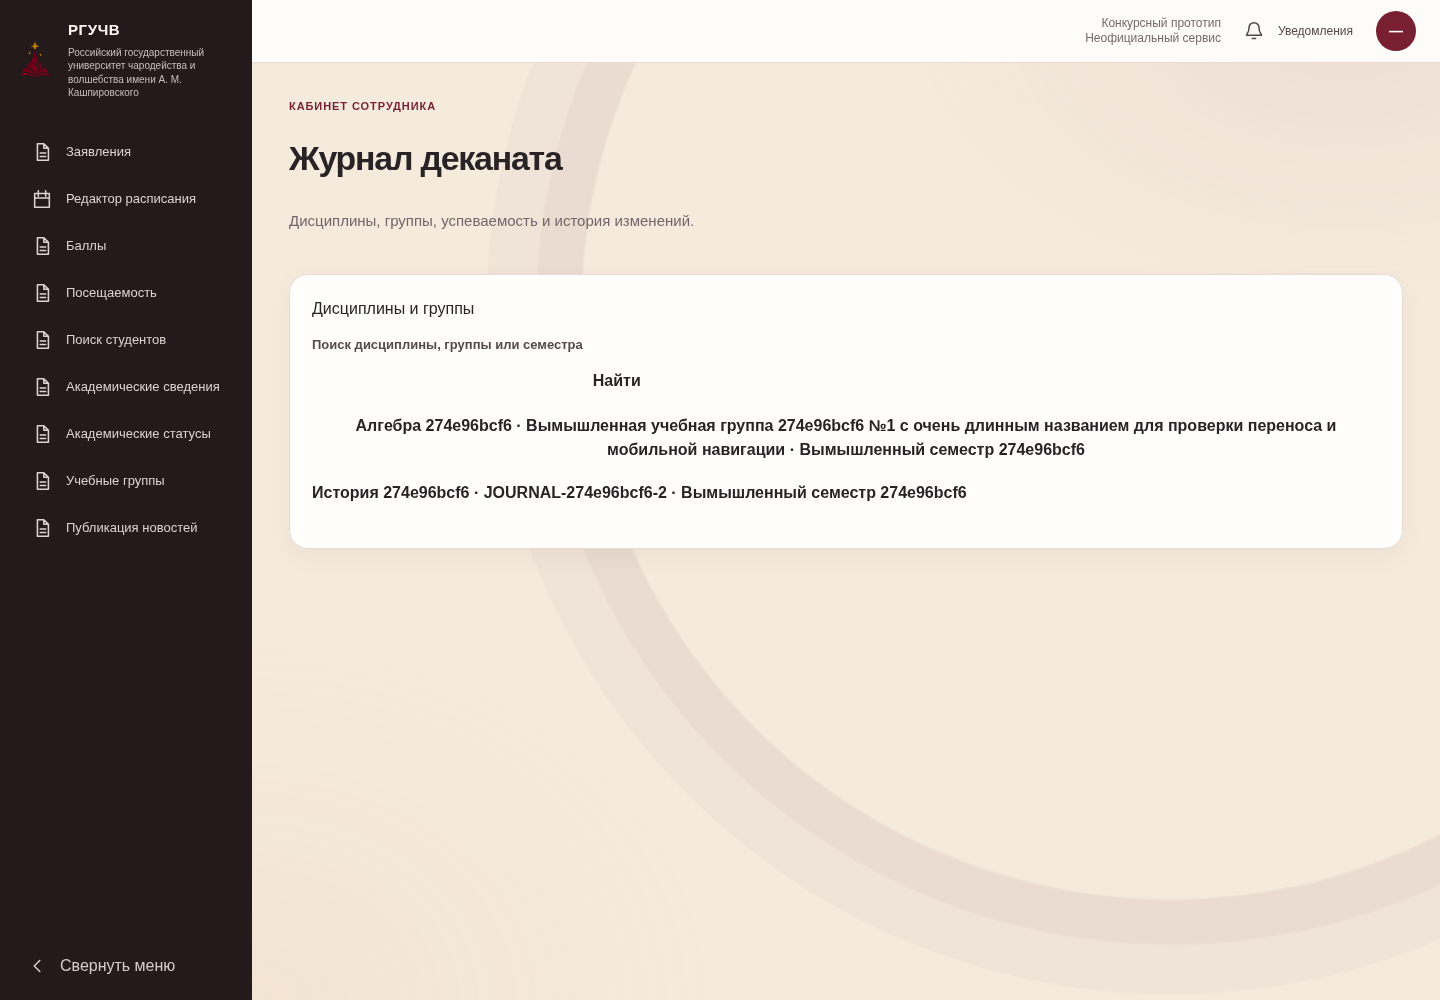 РГУЧВ
Российский государственный
университет чародейства и
волшебства имени А. М.
Кашпировского
Заявления
Редактор расписания
Баллы
Посещаемость
Поиск студентов
Академические сведения
Академические статусы
Учебные группы
Публикация новостей
Свернуть меню
Конкурсный прототип
Неофициальный сервис
Уведомления
—
КАБИНЕТ СОТРУДНИКА
Журнал деканата
Дисциплины, группы, успеваемость и история изменений.
Дисциплины и группы
Поиск дисциплины, группы или семестра
Найти
Алгебра 274e96bcf6 · Вымышленная учебная группа 274e96bcf6 №1 с очень длинным названием для проверки переноса и
мобильной навигации · Вымышленный семестр 274e96bcf6
История 274e96bcf6 · JOURNAL-274e96bcf6-2 · Вымышленный семестр 274e96bcf6